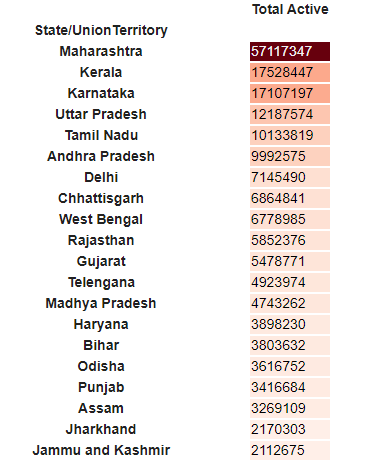 Total Active
State/UnionTerritory
Maharashtra 57117347
Kerala 17528447
Karnataka 17107197
Uttar Pradesh 12187574
Tamil Nadu 10133819
Andhra Pradesh 9992575
Delhi 7145490
Chhattisgarh 6864841
West Bengal 6778985
Rajasthan 5852376
Gujarat 5478771
Telengana 4923974
Madhya Pradesh 4743262
Haryana 3898230
Bihar 3803632
Odisha 3616752
Punjab 3416684
Assam 3269109
Jharkhand 2170303
Jammu and Kashmir 2112675